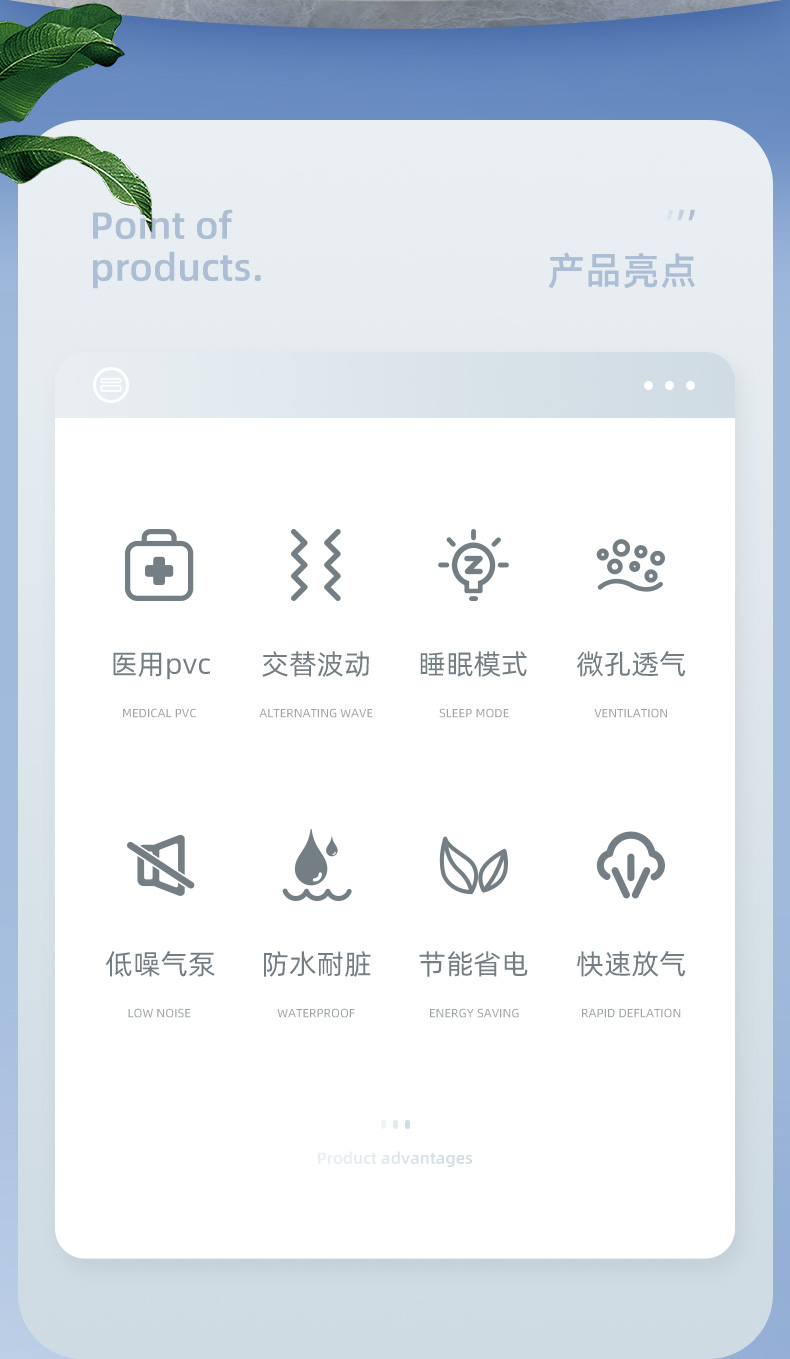 Point of
products.
产品亮点
医用pvc
交替波动
睡眠模式
微孔透气
MEDICAL PVC
ALTERNATING WAVE
SLEEP MODE
VENTILATION
低噪气泵
防水耐脏
节能省电
快速放气
LOW NOISE
WATERPROOF
ENERGY SAVING
RAPID DEFLATION
Product advantages